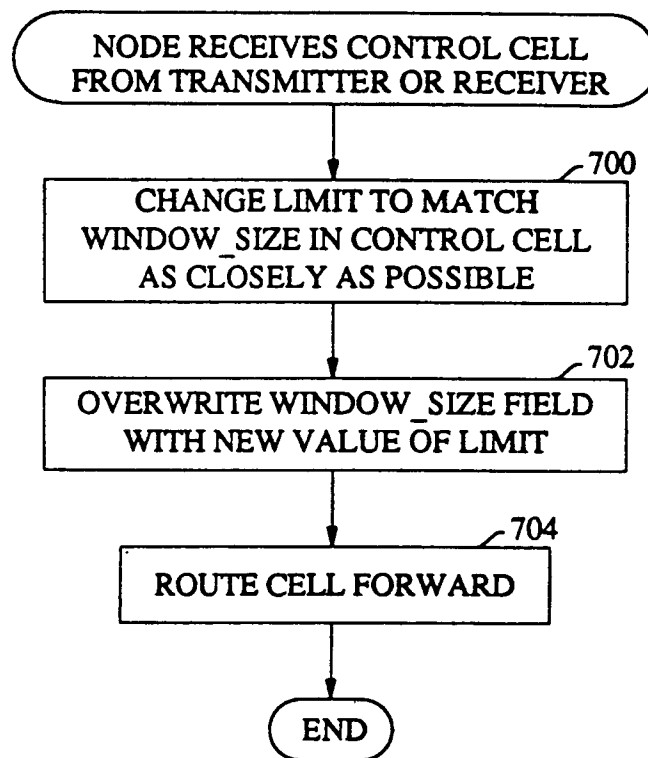 NODE RECEIVES CONTROL CELL
FROM TRANSMITTER OR RECEIVER
700
CHANGE LIMIT TO MATCH
WINDOW_SIZE IN CONTROL CELL
AS CLOSELY AS POSSIBLE
702
OVERWRITE WINDOW_SIZE FIELD
WITH NEW VALUE OF LIMIT
704
ROUTE CELL FORWARD
END